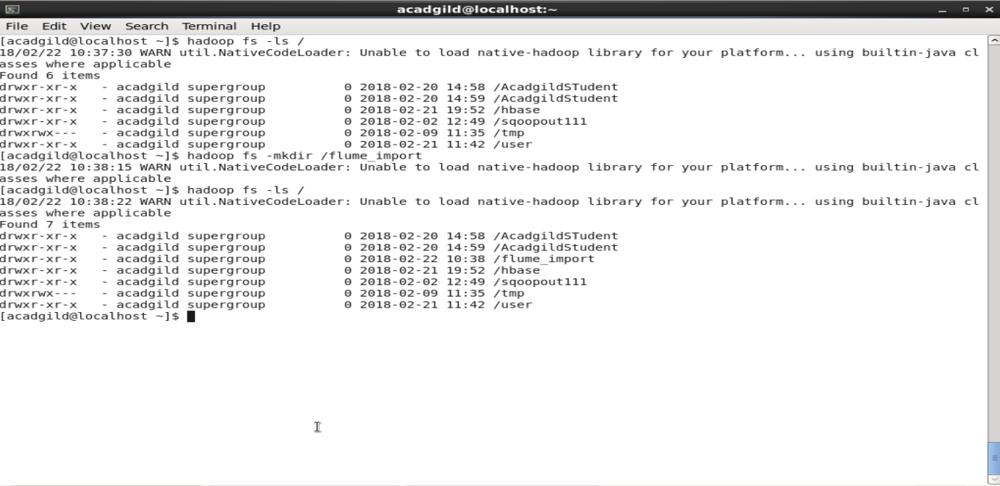 acadgild@localhost:~
File Edit View Search Terminal Help
[acadgild@localhost ~]$ hadoop fs -ls /
18/02/22 10:37:30 WARN util.NativeCodeLoader: Unable to load native-hadoop library for your platform... using builtin-java cl
asses where applicable
Found 6 items
drwxr-xr-x   - acadgild supergroup          0 2018-02-20 14:58 /AcadgildSTudent
drwxr-xr-x   - acadgild supergroup          0 2018-02-20 14:59 /AcadgildStudent
drwxr-xr-x   - acadgild supergroup          0 2018-02-21 19:52 /hbase
drwxr-xr-x   - acadgild supergroup          0 2018-02-02 12:49 /sqoopout111
drwxrwx---   - acadgild supergroup          0 2018-02-09 11:35 /tmp
drwxr-xr-x   - acadgild supergroup          0 2018-02-21 11:42 /user
[acadgild@localhost ~]$ hadoop fs -mkdir /flume_import
18/02/22 10:38:15 WARN util.NativeCodeLoader: Unable to load native-hadoop library for your platform... using builtin-java cl
asses where applicable
[acadgild@localhost ~]$ hadoop fs -ls /
18/02/22 10:38:22 WARN util.NativeCodeLoader: Unable to load native-hadoop library for your platform... using builtin-java cl
asses where applicable
Found 7 items
drwxr-xr-x   - acadgild supergroup          0 2018-02-20 14:58 /AcadgildSTudent
drwxr-xr-x   - acadgild supergroup          0 2018-02-20 14:59 /AcadgildStudent
drwxr-xr-x   - acadgild supergroup          0 2018-02-22 10:38 /flume_import
drwxr-xr-x   - acadgild supergroup          0 2018-02-21 19:52 /hbase
drwxr-xr-x   - acadgild supergroup          0 2018-02-02 12:49 /sqoopout111
drwxrwx---   - acadgild supergroup          0 2018-02-09 11:35 /tmp
drwxr-xr-x   - acadgild supergroup          0 2018-02-21 11:42 /user
[acadgild@localhost ~]$